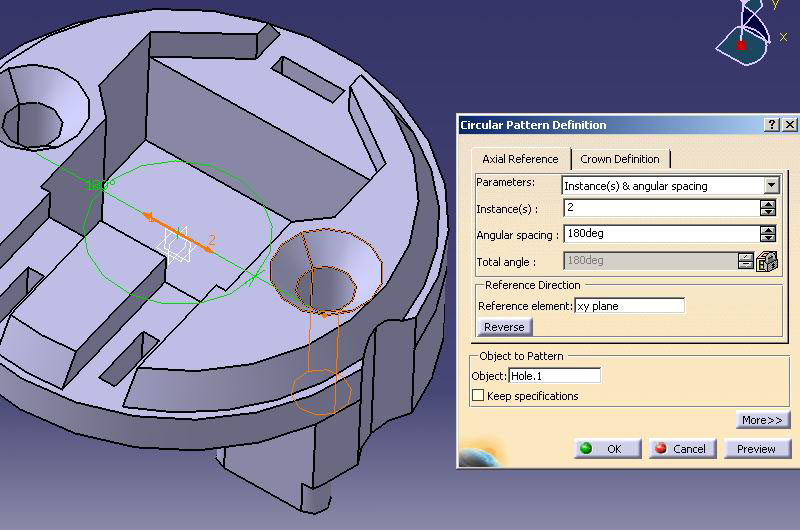 y
x
Circular Pattern Definition
Axial Reference Crown Definition
Parameters: Instance(s) & angular spacing
Instance(s) : 2
Angular spacing : 180deg
Total angle : 180deg
Reference Direction
Reference element: xy plane
Reverse
Object to Pattern
Object: Hole.1
Keep specifications
More>>
OK Cancel Preview
180°
2